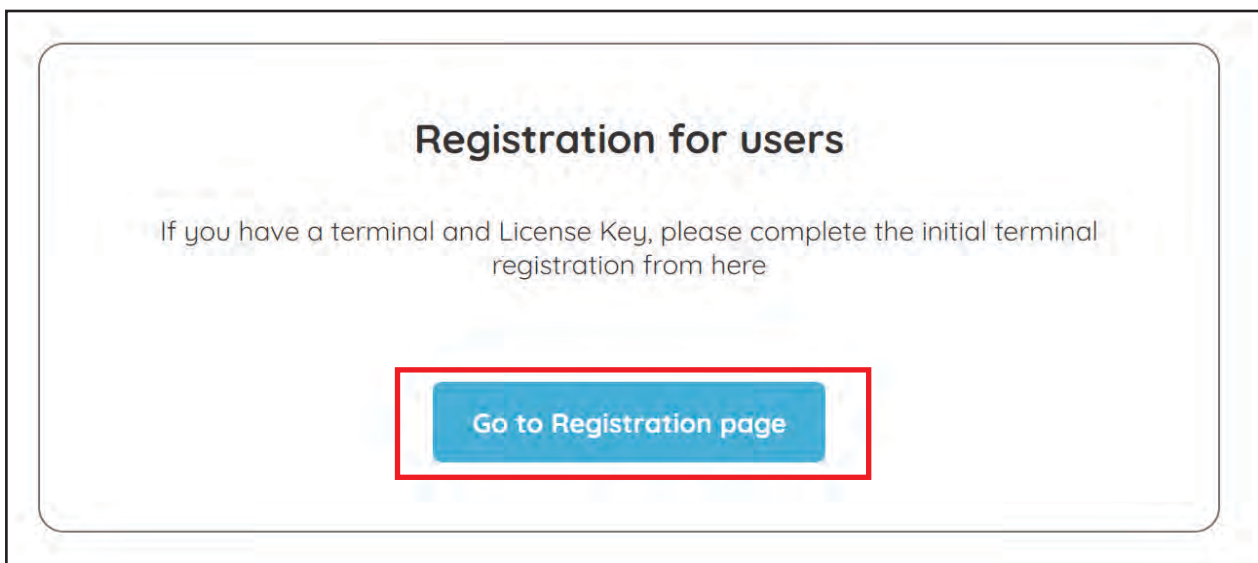 Registration for users
If you have a terminal and License Key, please complete the initial terminal
registration from here
Go to Registration page